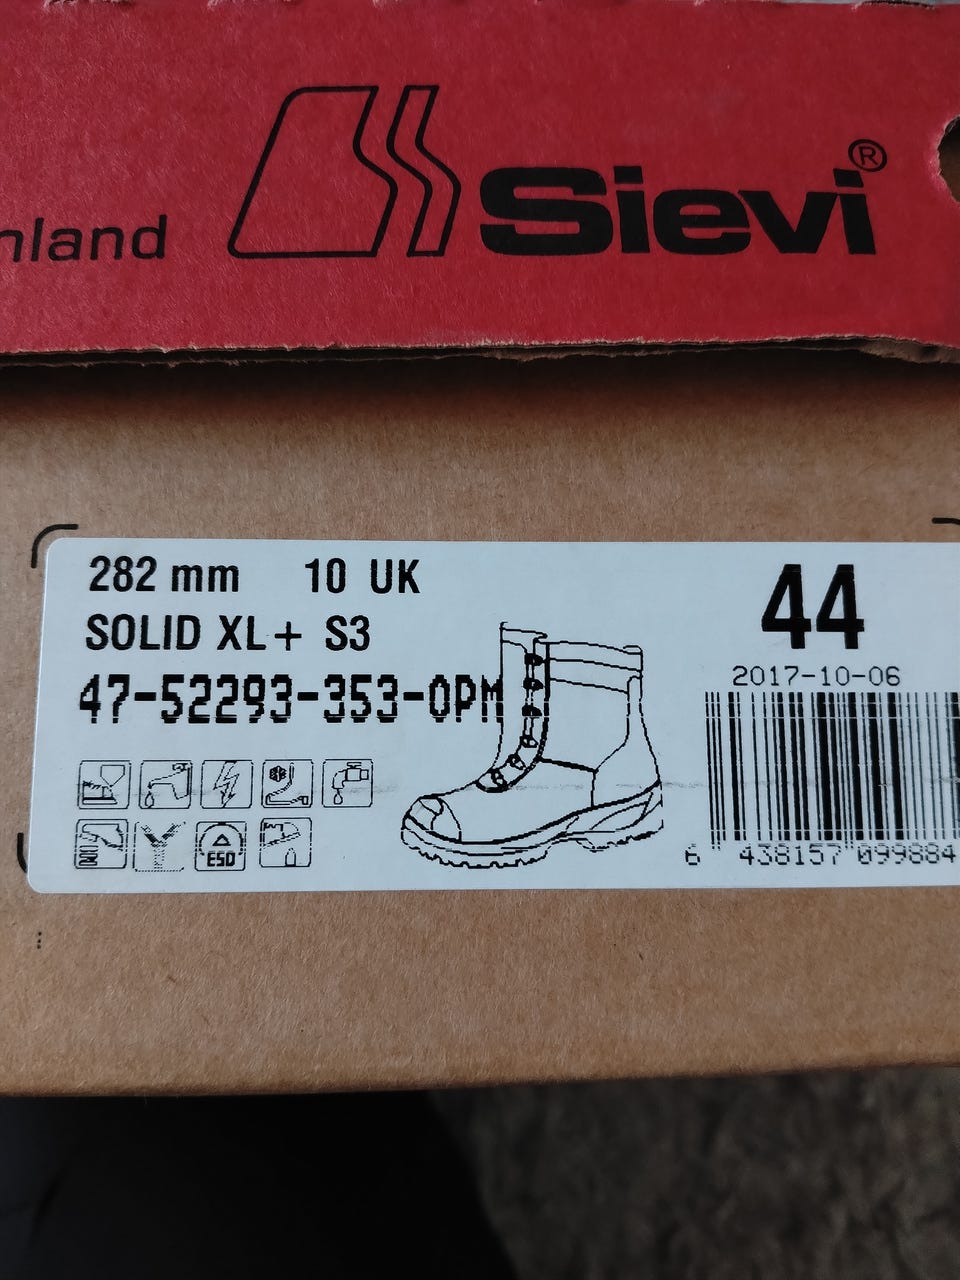 nland
Sievi®
282 mm 10 UK
44
SOLID XL+ S3
47-52293-353-0PM
2017-10-06
ESD
6 438157 099884